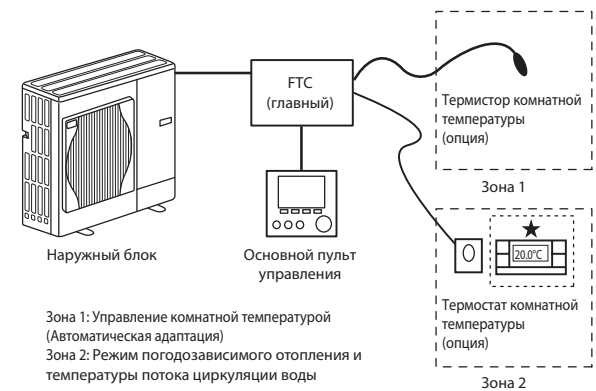 FTC
(главный)
Термистор комнатной
температуры
(опция)
Зона 1
Наружный блок
Основной пульт
управления
20.0°C
Термостат комнатной
температуры
(опция)
Зона 2
Зона 1: Управление комнатной температурой
(Автоматическая адаптация)
Зона 2: Режим погодозависимого отопления и
температуры потока циркуляции воды